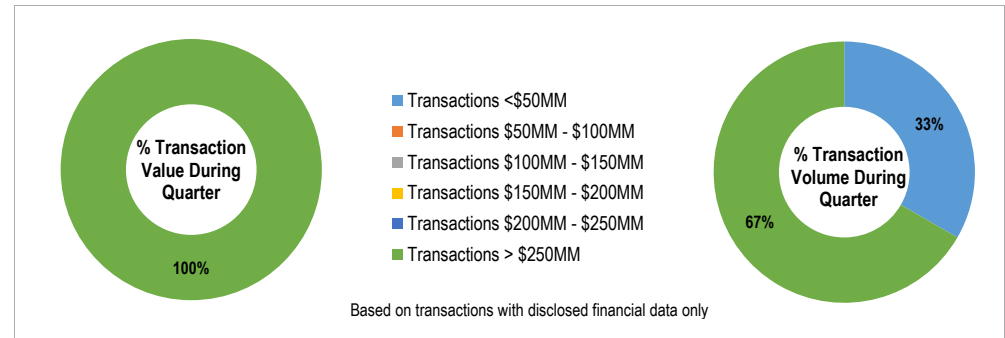 % Transaction
Value During
Quarter
100%
Transactions <$50MM
Transactions $50MM - $100MM
Transactions $100MM - $150MM
Transactions $150MM - $200MM
Transactions $200MM - $250MM
Transactions > $250MM
33%
% Transaction
Volume During
Quarter
67%
Based on transactions with disclosed financial data only